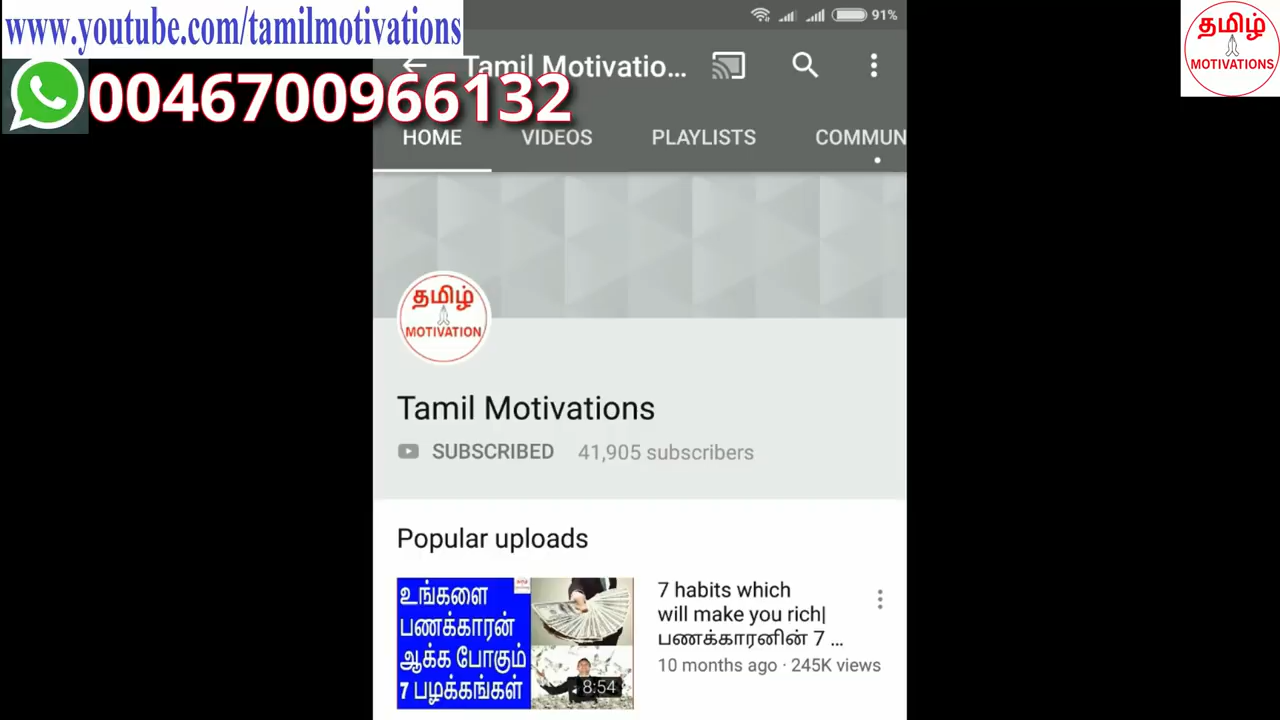 www.youtube.com/tamilmotivations
91%
தமிழ்
MOTIVATIONS
Tamil Motivatio...
0046700966132
HOME VIDEOS PLAYLISTS COMMUN
தமிழ்
MOTIVATION
Tamil Motivations
SUBSCRIBED 41,905 subscribers
Popular uploads
உங்களை
பணக்காரன்
ஆக்க போகும்
7 பழக்கங்கள்
8:54
7 habits which
will make you rich|
பணக்காரனின் 7 ...
10 months ago · 245K views